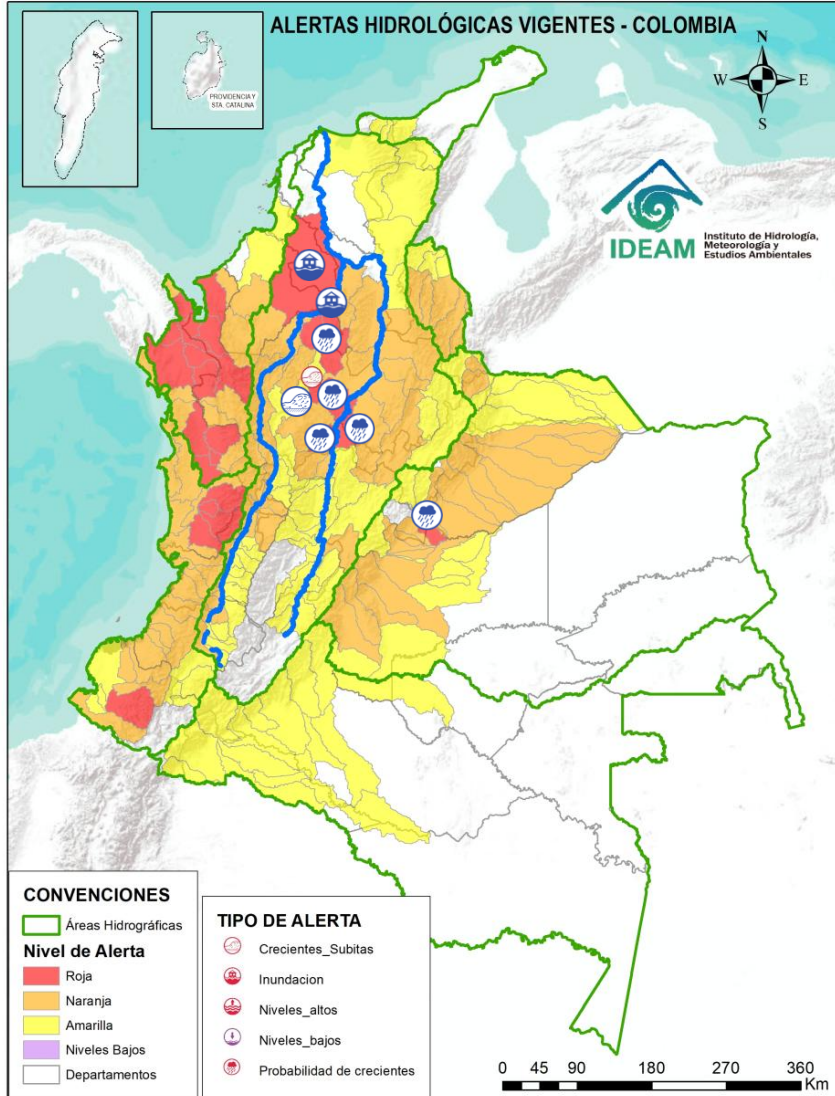 ALERTAS HIDROLÓGICAS VIGENTES - COLOMBIA
PROVIDENCIA Y
STA. CATALINA
N
W
E
S
IDEAM
Instituto de Hidrología,
Meteorología y
Estudios Ambientales
CONVENCIONES
Áreas Hidrográficas
Nivel de Alerta
Roja
Naranja
Amarilla
Niveles Bajos
Departamentos
TIPO DE ALERTA
Crecientes_Subitas
Inundacion
Niveles_altos
Niveles_bajos
Probabilidad de crecientes
0 45 90 180 270 360
Km